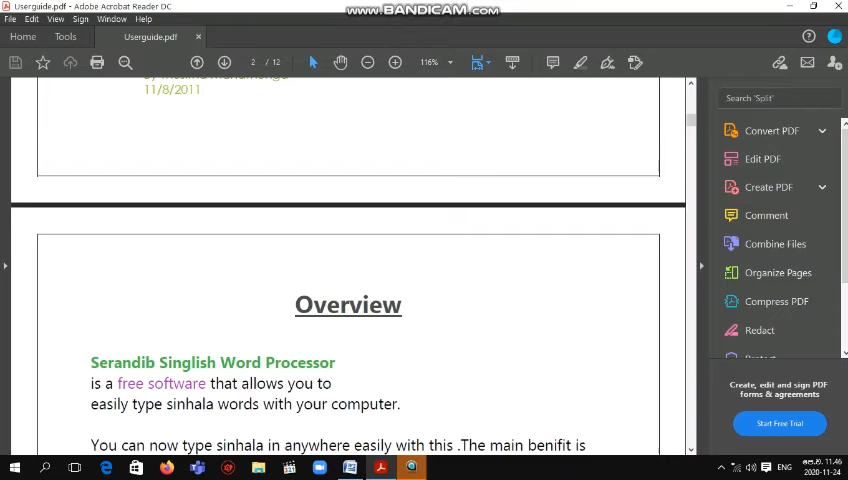 Userguide.pdf - Adobe Acrobat Reader DC
www.BANDICAM.com
File Edit View Sign Window Help
Home Tools Userguide.pdf ×
2 / 12 116%
11/8/2011
Overview
Serandib Singlish Word Processor
is a free software that allows you to
easily type sinhala words with your computer.
You can now type sinhala in anywhere easily with this .The main benifit is
Search 'Split'
Convert PDF
Edit PDF
Create PDF
Comment
Combine Files
Organize Pages
Compress PDF
Redact
Create, edit and sign PDF
forms & agreements
Start Free Trial
ENG
පෙ.ව. 11.46
2020-11-24